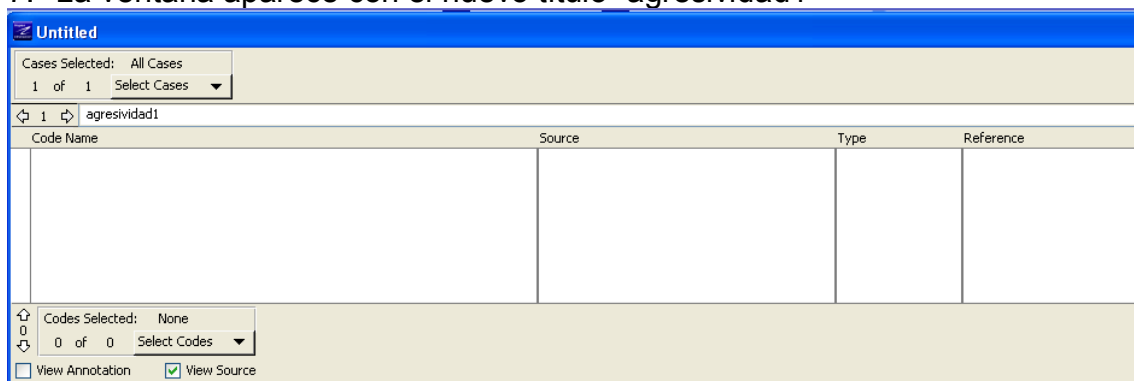 La ventana aparece con el nuevo título "agresividad1"
Untitled
Cases Selected: All Cases
1 of 1 Select Cases
1 agresividad1
Code Name Source Type Reference
Codes Selected: None
0
0 of 0 Select Codes
View Annotation View Source